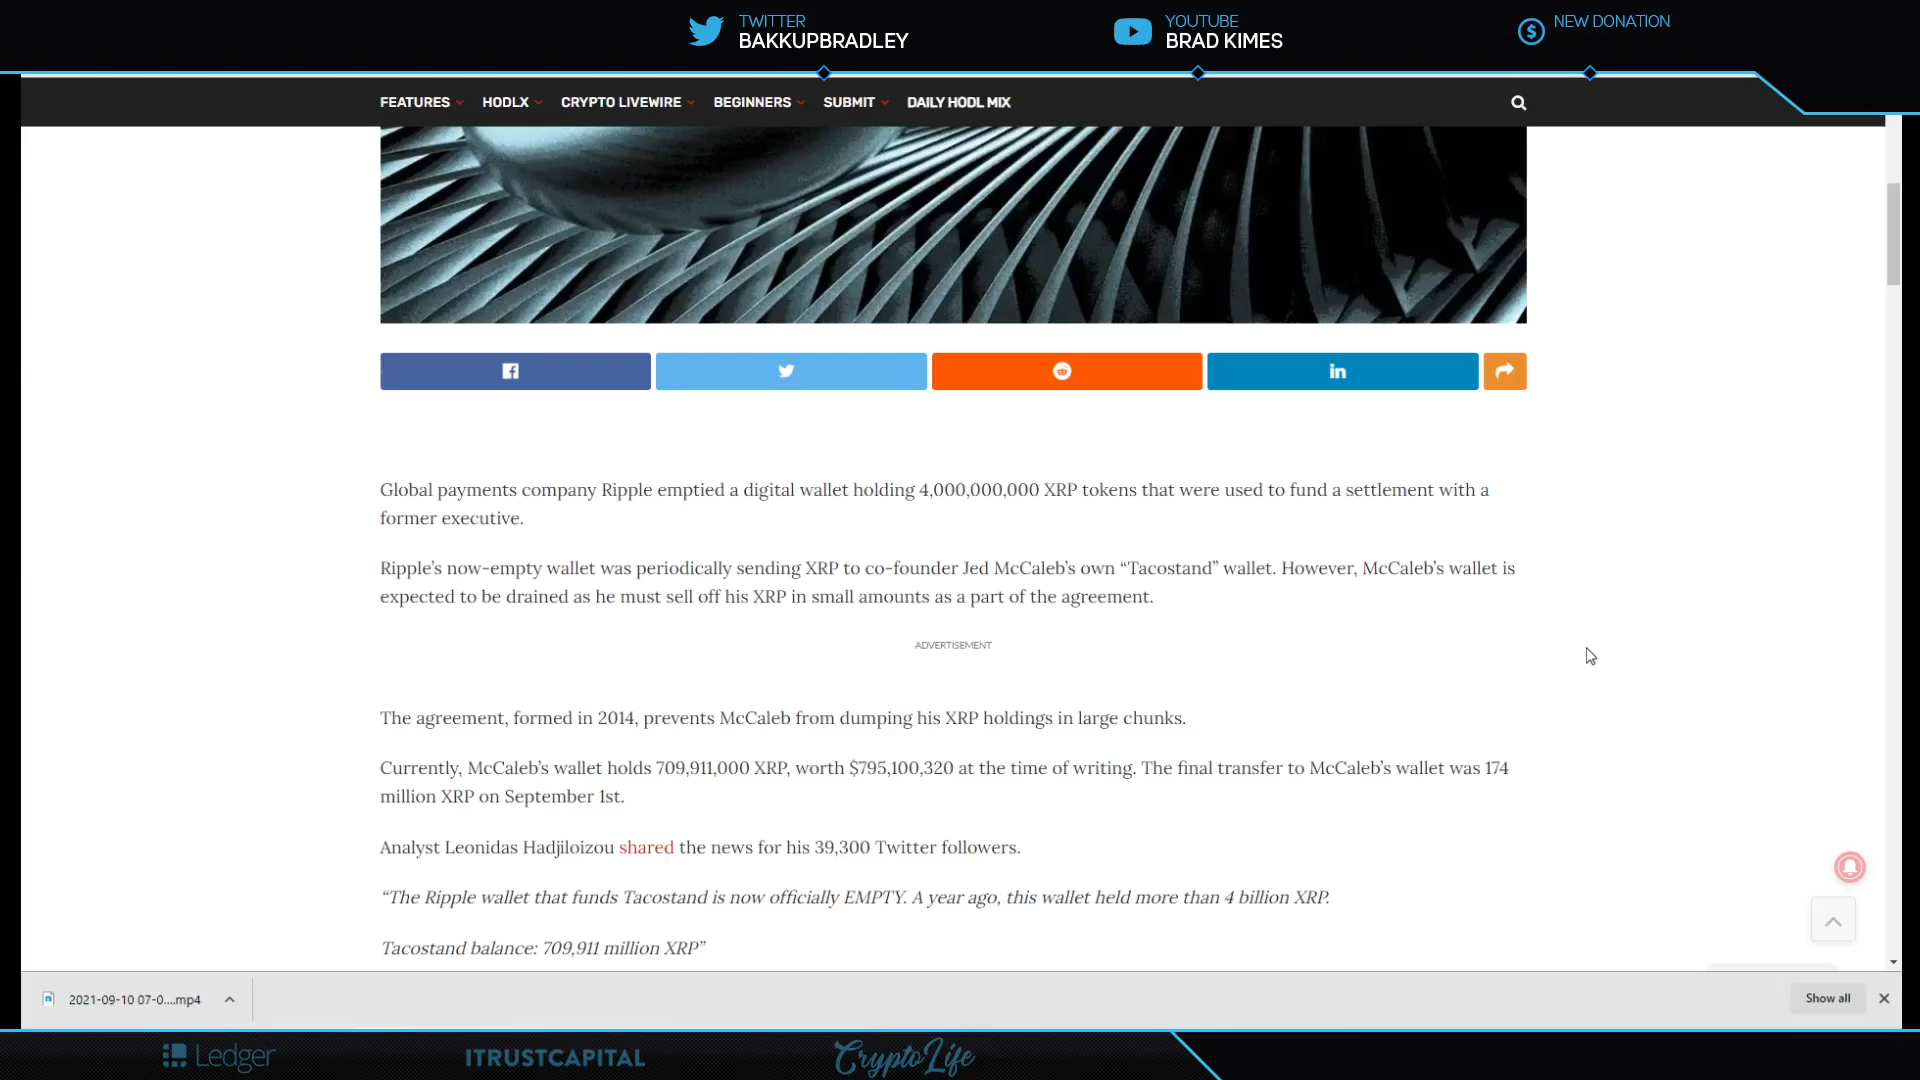 TWITTER
BAKKUPBRADLEY
YOUTUBE
BRAD KIMES
NEW DONATION
FEATURES HODLX CRYPTO LIVEWIRE BEGINNERS SUBMIT DAILY HODL MIX
Global payments company Ripple emptied a digital wallet holding 4,000,000,000 XRP tokens that were used to fund a settlement with a
former executive.
Ripple’s now-empty wallet was periodically sending XRP to co-founder Jed McCaleb’s own “Tacostand” wallet. However, McCaleb’s wallet is
expected to be drained as he must sell off his XRP in small amounts as a part of the agreement.
ADVERTISEMENT
The agreement, formed in 2014, prevents McCaleb from dumping his XRP holdings in large chunks.
Currently, McCaleb’s wallet holds 709,911,000 XRP, worth $795,100,320 at the time of writing. The final transfer to McCaleb’s wallet was 174
million XRP on September 1st.
Analyst Leonidas Hadjiloizou shared the news for his 39,300 Twitter followers.
“The Ripple wallet that funds Tacostand is now officially EMPTY. A year ago, this wallet held more than 4 billion XRP.
Tacostand balance: 709,911 million XRP”
2021-09-10 07-0....mp4
Show all
Ledger
ITRUSTCAPITAL
CryptoLife